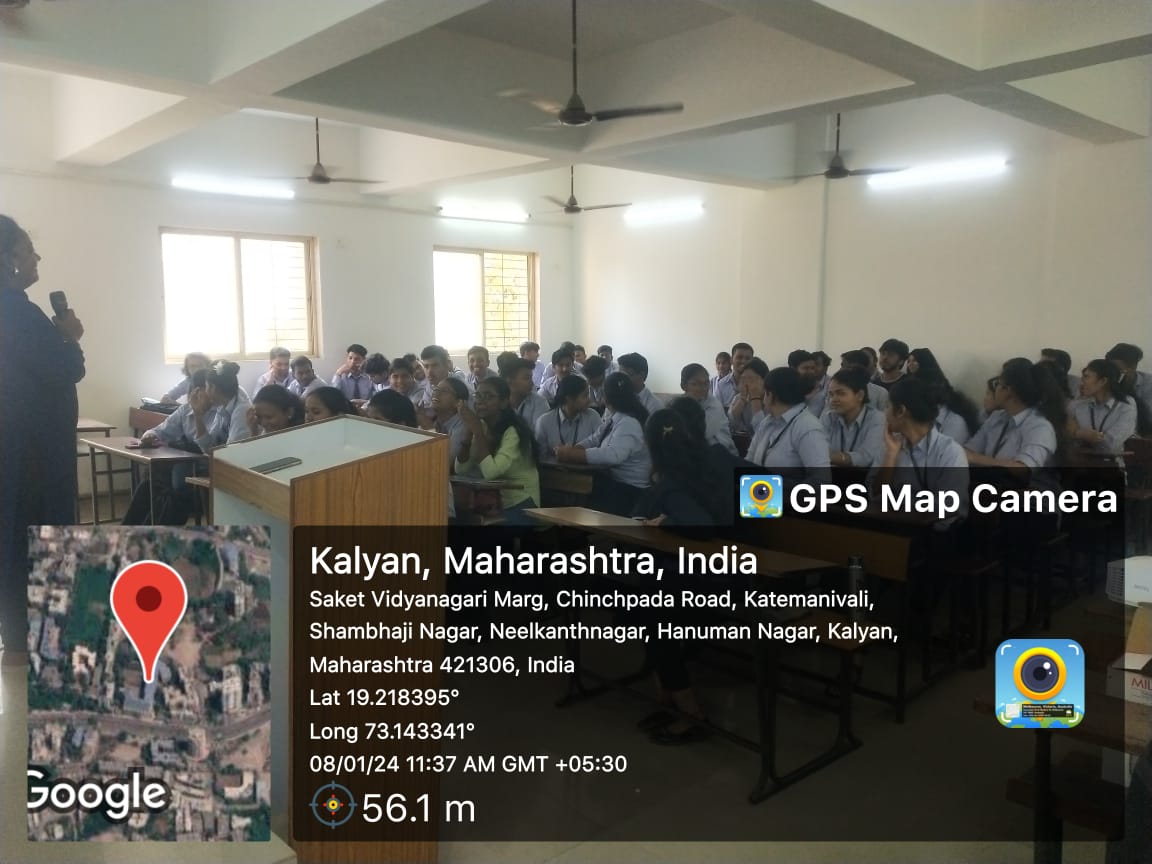 GPS Map Camera
Kalyan, Maharashtra, India
Saket Vidyanagari Marg, Chinchpada Road, Katemanivali,
Shambhaji Nagar, Neelkanthnagar, Hanuman Nagar, Kalyan,
Maharashtra 421306, India
Lat 19.218395°
Long 73.143341°
08/01/24 11:37 AM GMT +05:30
56.1 m
Google
MIL